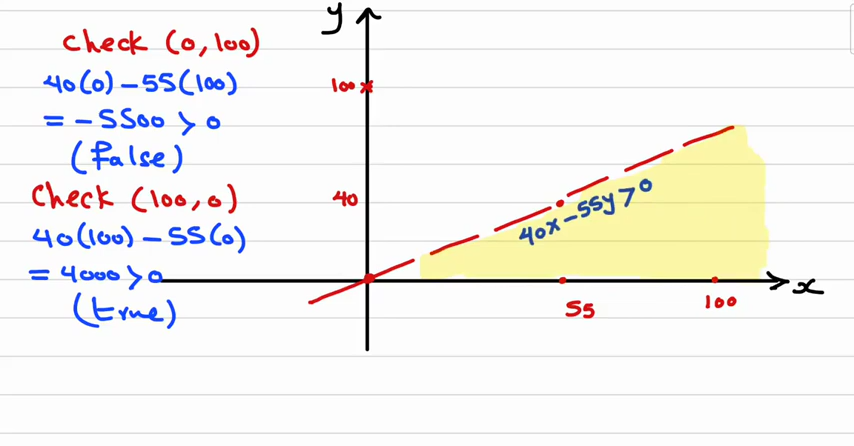 check (0,100)
40(0) – 55(100)
= – 5500 > 0
(false)
check (100,0)
40(100) – 55(0)
= 4000 > 0
(true)
y
100
40
40x – 55y > 0
55
100
x